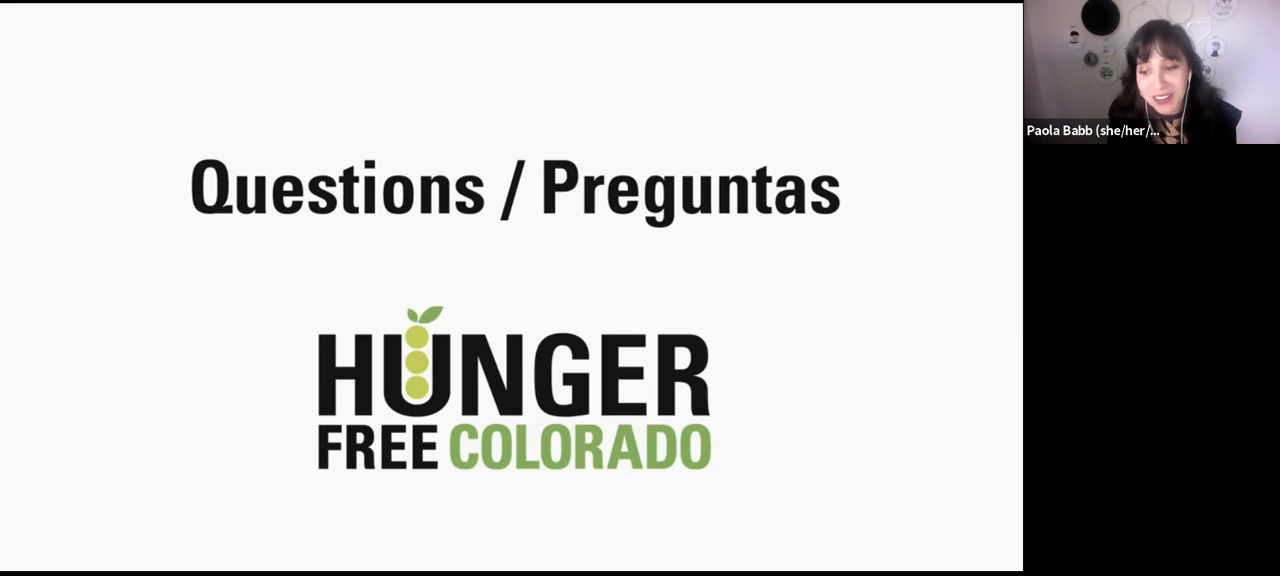 Questions / Preguntas
HUNGER
FREE COLORADO
Paola Babb (she/her/...